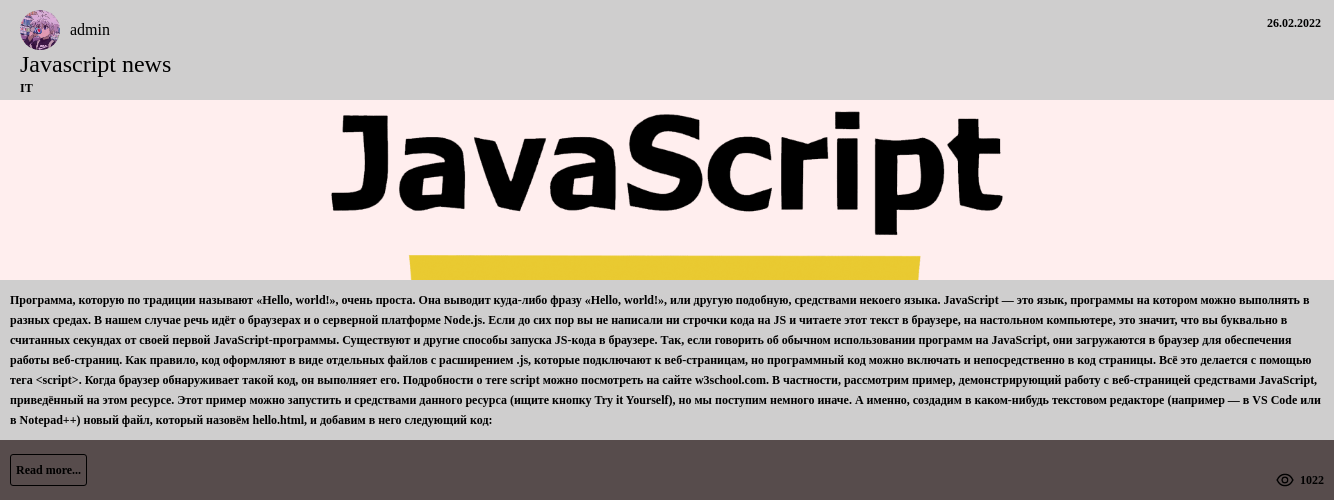 admin
26.02.2022
Javascript news
IT
JavaScript
Программа, которую по традиции называют «Hello, world!», очень проста. Она выводит куда-либо фразу «Hello, world!», или другую подобную, средствами некоего языка. JavaScript — это язык, программы на котором можно выполнять в
разных средах. В нашем случае речь идёт о браузерах и о серверной платформе Node.js. Если до сих пор вы не написали ни строчки кода на JS и читаете этот текст в браузере, на настольном компьютере, это значит, что вы буквально в
считанных секундах от своей первой JavaScript-программы. Существуют и другие способы запуска JS-кода в браузере. Так, если говорить об обычном использовании программ на JavaScript, они загружаются в браузер для обеспечения
работы веб-страниц. Как правило, код оформляют в виде отдельных файлов с расширением .js, которые подключают к веб-страницам, но программный код можно включать и непосредственно в код страницы. Всё это делается с помощью
тега <script>. Когда браузер обнаруживает такой код, он выполняет его. Подробности о теге script можно посмотреть на сайте w3school.com. В частности, рассмотрим пример, демонстрирующий работу с веб-страницей средствами JavaScript,
приведённый на этом ресурсе. Этот пример можно запустить и средствами данного ресурса (ищите кнопку Try it Yourself), но мы поступим немного иначе. А именно, создадим в каком-нибудь текстовом редакторе (например — в VS Code или
в Notepad++) новый файл, который назовём hello.html, и добавим в него следующий код:
Read more...
1022